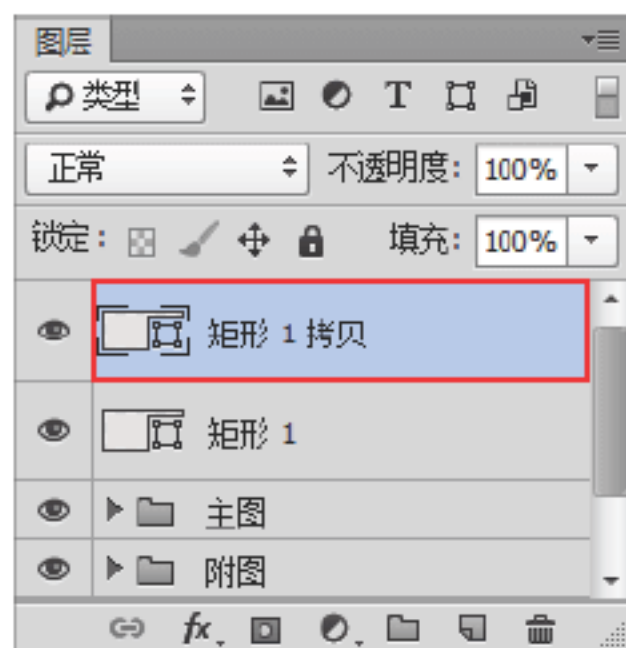 图层
类型 T
正常 不透明度: 100%
锁定: 填充: 100%
矩形 1 拷贝
矩形 1
主图
附图
fx